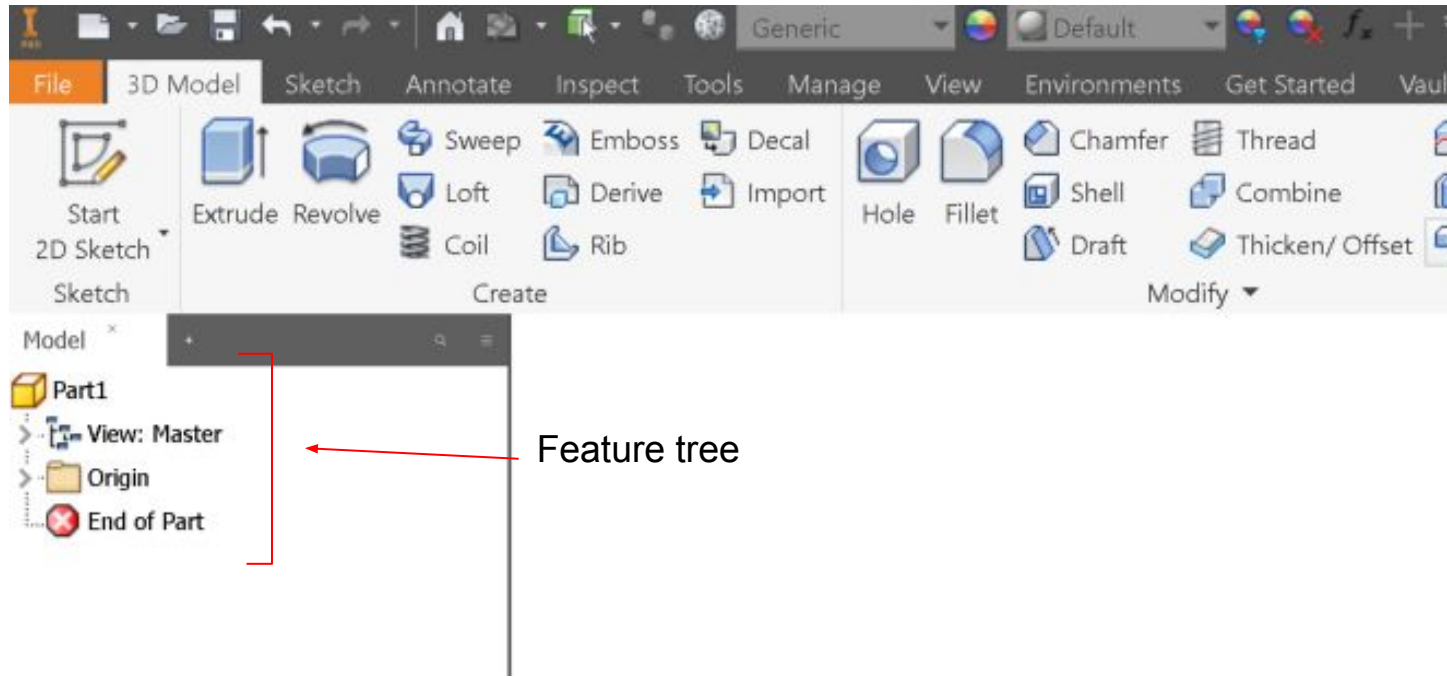 Generic Default
File 3D Model Sketch Annotate Inspect Tools Manage View Environments Get Started
Sweep Emboss Decal Chamfer Thread
Loft Derive Import Shell Combine
Start Extrude Revolve Hole Fillet
2D Sketch Coil Rib Draft Thicken/ Offset
Sketch Create Modify
Model
Part1
View: Master
Origin
End of Part
Feature tree